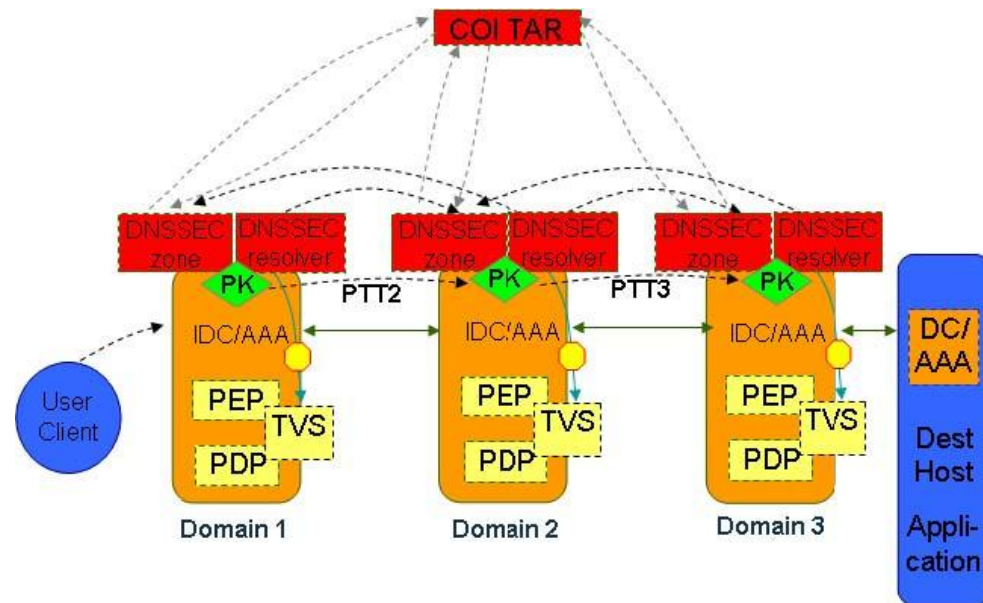 COI TAR
DNSSEC
zone
DNSSEC
resolver
DNSSEC
zone
DNSSEC
resolver
DNSSEC
zone
DNSSEC
resolver
PK
PTT2
PK
PTT3
PK
IDC/AAA
IDC/AAA
IDC/AAA
DC/
AAA
User
Client
PEP
TVS
PDP
PEP
TVS
PDP
PEP
TVS
PDP
Dest
Host
Appli-
cation
Domain 1
Domain 2
Domain 3